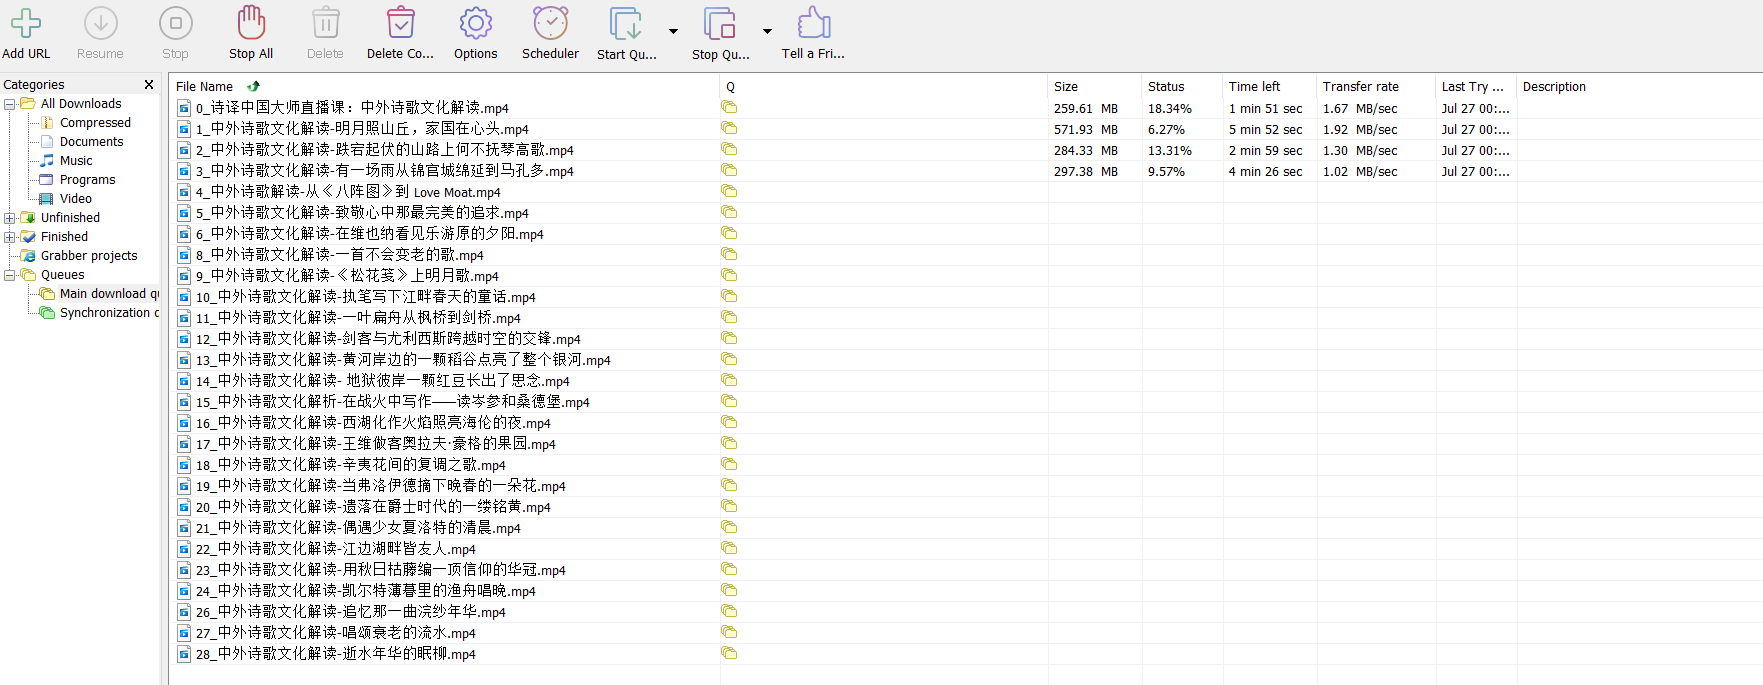 Add URL Resume Stop Stop All Delete Delete Co... Options Scheduler Start Qu... Stop Qu... Tell a Fri...
Categories X
All Downloads
Compressed
Documents
Music
Programs
Video
Unfinished
Finished
Grabber projects
Queues
Main download qu
Synchronization q
File Name Q Size Status Time left Transfer rate Last Try ... Description
0_诗译中国大师直播课：中外诗歌文化解读.mp4 259.61 MB 18.34% 1 min 51 sec 1.67 MB/sec Jul 27 00:...
1_中外诗歌文化解读-明月照山丘，家国在心头.mp4 571.93 MB 6.27% 5 min 52 sec 1.92 MB/sec Jul 27 00:...
2_中外诗歌文化解读-跌宕起伏的山路上何不抚琴高歌.mp4 284.33 MB 13.31% 2 min 59 sec 1.30 MB/sec Jul 27 00:...
3_中外诗歌文化解读-有一场雨从锦官城绵延到马孔多.mp4 297.38 MB 9.57% 4 min 26 sec 1.02 MB/sec Jul 27 00:...
4_中外诗歌解读-从《八阵图》到 Love Moat.mp4
5_中外诗歌文化解读-致敬心中那最完美的追求.mp4
6_中外诗歌文化解读-在维也纳看见乐游原的夕阳.mp4
8_中外诗歌文化解读-一首不会变老的歌.mp4
9_中外诗歌文化解读-《松花笺》上明月歌.mp4
10_中外诗歌文化解读-执笔写下江畔春天的童话.mp4
11_中外诗歌文化解读-一叶扁舟从枫桥到剑桥.mp4
12_中外诗歌文化解读-剑客与尤利西斯跨越时空的交锋.mp4
13_中外诗歌文化解读-黄河岸边的一颗稻谷点亮了整个银河.mp4
14_中外诗歌文化解读- 地狱彼岸一颗红豆长出了思念.mp4
15_中外诗歌文化解析-在战火中写作——读岑参和桑德堡.mp4
16_中外诗歌文化解读-西湖化作火焰照亮海伦的夜.mp4
17_中外诗歌文化解读-王维做客奥拉夫·豪格的果园.mp4
18_中外诗歌文化解读-辛夷花间的复调之歌.mp4
19_中外诗歌文化解读-当弗洛伊德摘下晚春的一朵花.mp4
20_中外诗歌文化解读-遗落在爵士时代的一缕铭黄.mp4
21_中外诗歌文化解读-偶遇少女夏洛特的清晨.mp4
22_中外诗歌文化解读-江边湖畔皆友人.mp4
23_中外诗歌文化解读-用秋日枯藤编一顶信仰的华冠.mp4
24_中外诗歌文化解读-凯尔特薄暮里的渔舟唱晚.mp4
26_中外诗歌文化解读-追忆那一曲浣纱年华.mp4
27_中外诗歌文化解读-唱颂衰老的流水.mp4
28_中外诗歌文化解读-逝水年华的眠柳.mp4